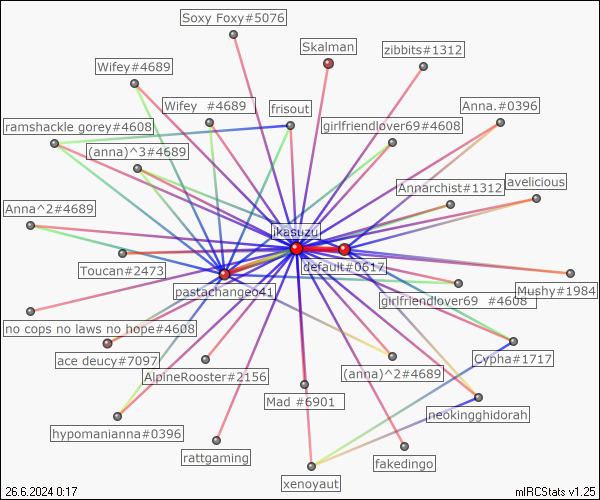 Soxy Foxy#5076
Skalman
zibbits#1312
Wifey#4689
Wifey  #4689
frisout
Anna.#0396
ramshackle gorey#4608
girlfriendlover69#4608
(anna)^3#4689
Annarchist#1312
avelicious
Anna^2#4689
ikasuzu
Toucan#2473
default#0617
pastachangeo41
girlfriendlover69  #4608
Mushy#1984
no cops no laws no hope#4608
ace deucy#7097
Cypha#1717
AlpineRooster#2156
(anna)^2#4689
Mad #6901
neokingghidorah
hypomanianna#0396
rattgaming
fakedingo
xenoyaut
26.6.2024 0:17
mIRCStats v1.25